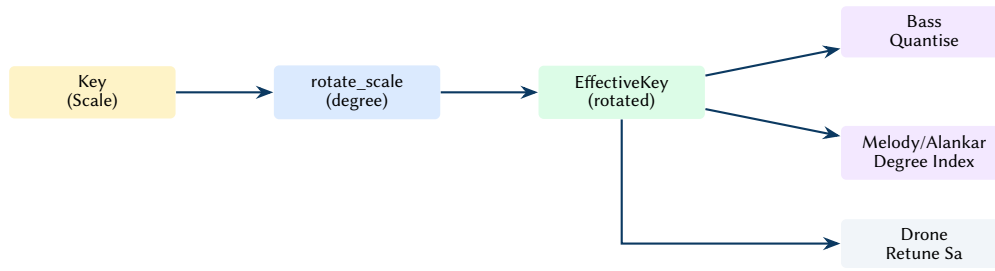 Key
(Scale)
rotate_scale
(degree)
EffectiveKey
(rotated)
Bass
Quantise
Melody/Alankar
Degree Index
Drone
Retune Sa